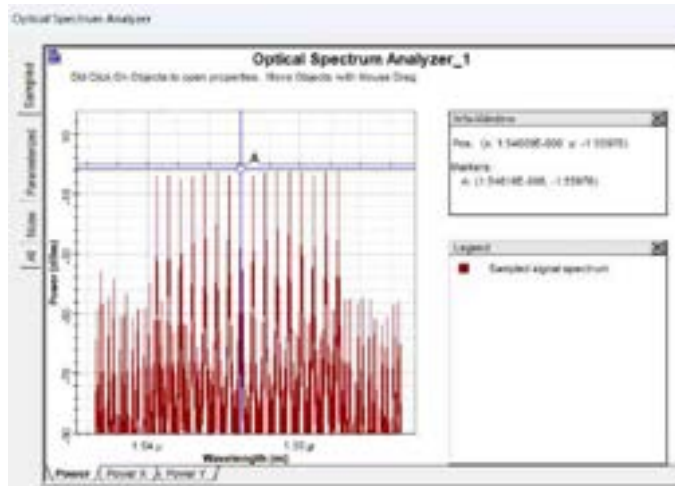 Optical Spectrum Analyzer
Optical Spectrum Analyzer_1
Dbl Click On Objects to open properties. Move Objects with Mouse Drag
Sampled
Parameterized
Noise
All
Power (dBm)
A
1.54 µ
1.55 µ
Wavelength (m)
Info Window
Markers:
Legend
Sampled signal spectrum
Power
Power X
Power Y